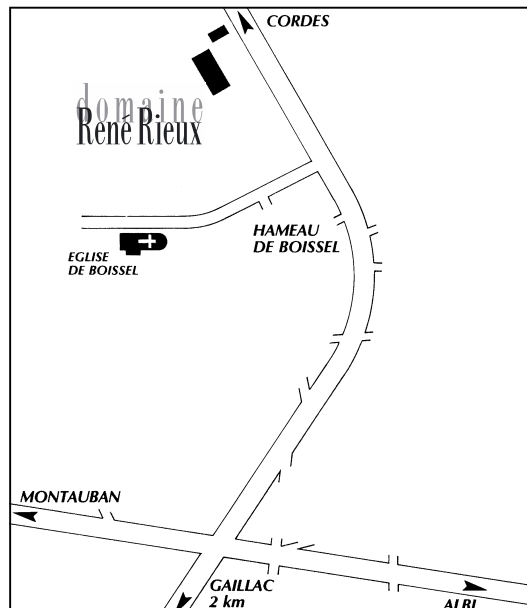 CORDES
domaine
René Rieux
HAMEAU
DE BOISSEL
EGLISE
DE BOISSEL
MONTAUBAN
GAILLAC
2 km
ALBI